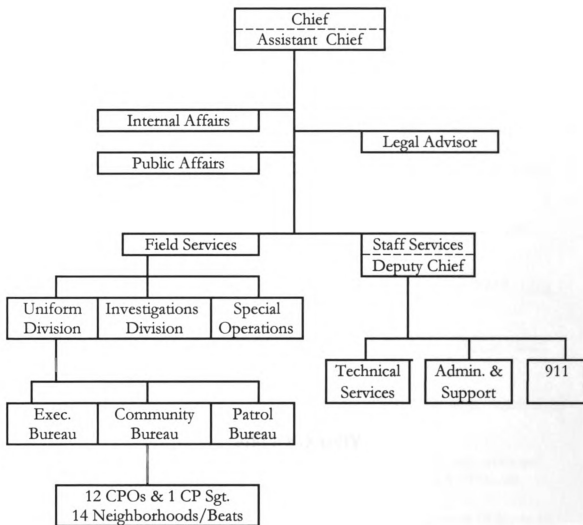 Chief
Assistant Chief
Internal Affairs
Legal Advisor
Public Affairs
Field Services
Staff Services
Deputy Chief
Uniform
Division
Investigations
Division
Special
Operations
Technical
Services
Admin. &
Support
911
Exec.
Bureau
Community
Bureau
Patrol
Bureau
12 CPOs & 1 CP Sgt.
14 Neighborhoods/Beats